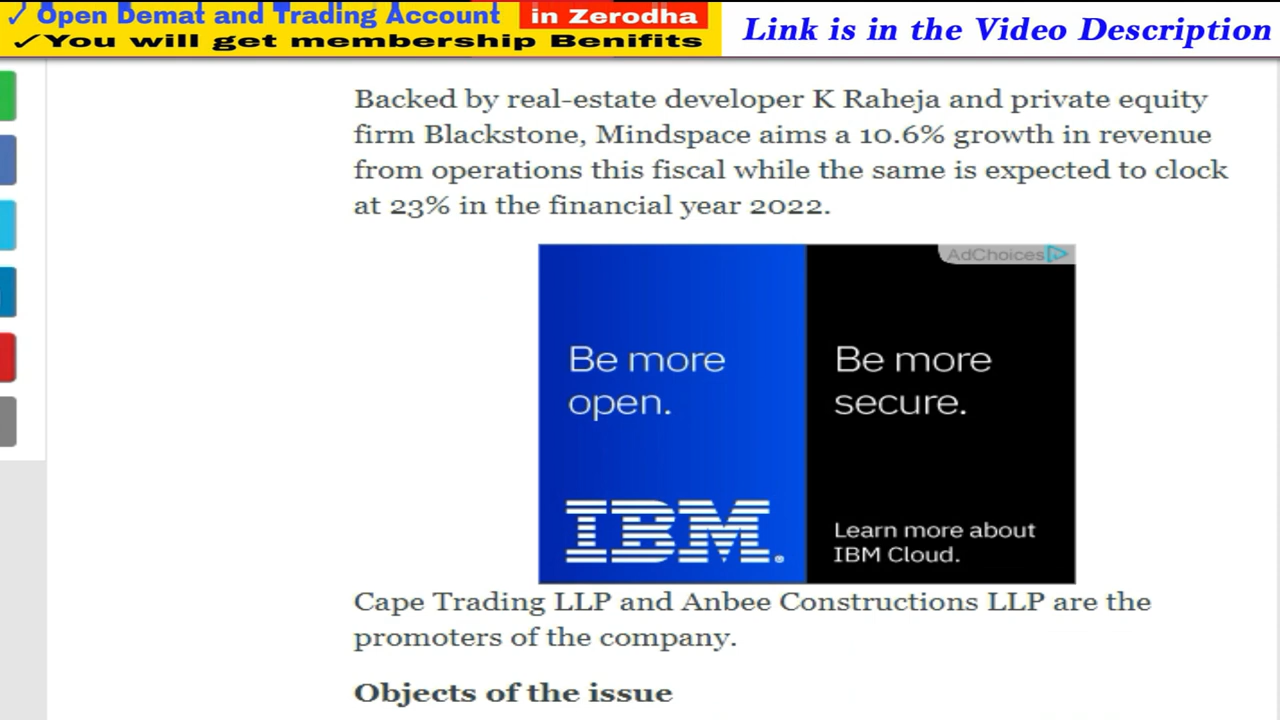 ✓ Open Demat and Trading Account in Zerodha
✓You will get membership Benifits
Link is in the Video Description
Backed by real-estate developer K Raheja and private equity
firm Blackstone, Mindspace aims a 10.6% growth in revenue
from operations this fiscal while the same is expected to clock
at 23% in the financial year 2022.
AdChoices
Be more
open.
IBM®
Be more
secure.
Learn more about
IBM Cloud.
Cape Trading LLP and Anbee Constructions LLP are the
promoters of the company.
Objects of the issue